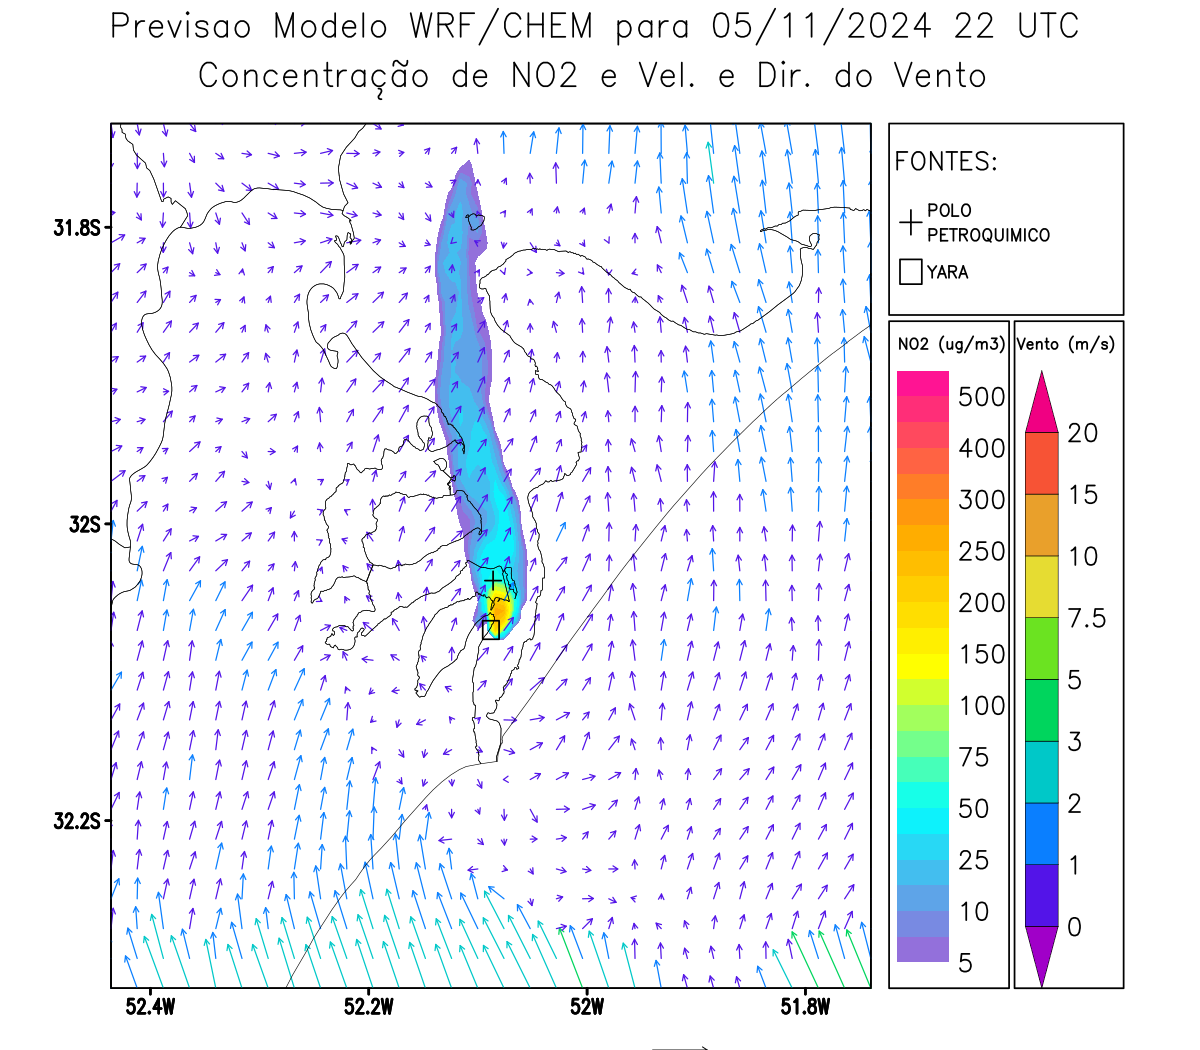 Previsao Modelo WRF/CHEM para 05/11/2024 22 UTC
Concentração de NO2 e Vel. e Dir. do Vento
FONTES:
POLO
PETROQUIMICO
YARA
NO2 (ug/m3)
500
400
300
250
200
150
100
75
50
25
10
5
Vento (m/s)
20
15
10
7.5
5
3
2
1
0
31.8S
32S
32.2S
52.4W
52.2W
52W
51.8W